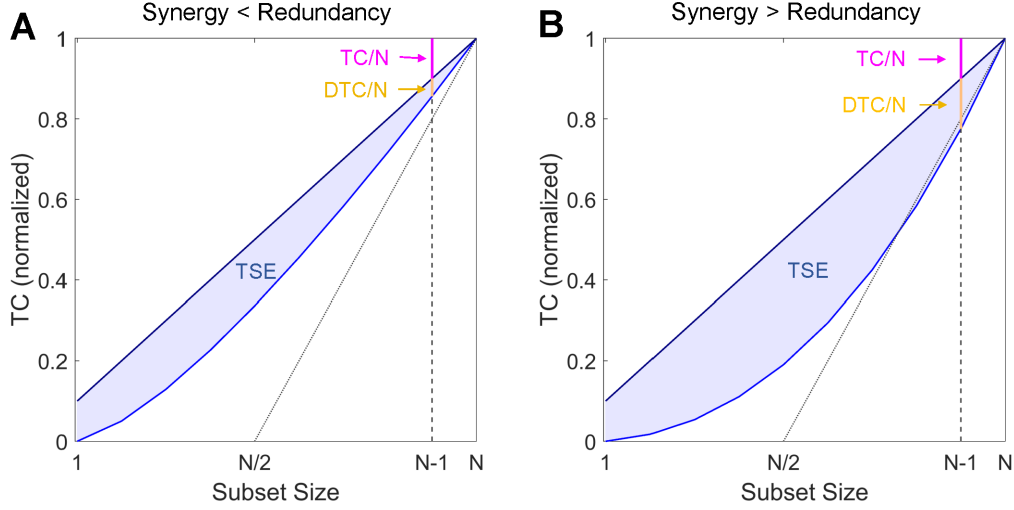 A
Synergy < Redundancy
TC (normalized)
1
0.8
0.6
0.4
0.2
0
TC/N
DTC/N
TSE
1
N/2
N-1
N
Subset Size
B
Synergy > Redundancy
TC (normalized)
1
0.8
0.6
0.4
0.2
0
TC/N
DTC/N
TSE
1
N/2
N-1
N
Subset Size